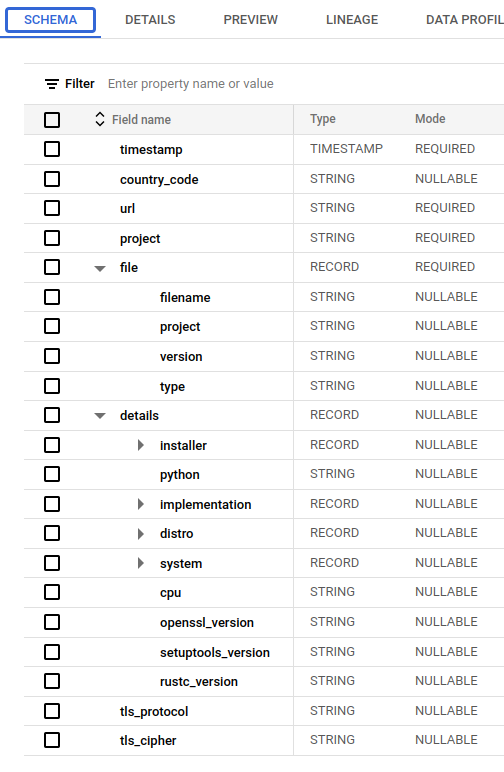 SCHEMA DETAILS PREVIEW LINEAGE DATA PROFIL
Filter Enter property name or value
Field name Type Mode
timestamp TIMESTAMP REQUIRED
country_code STRING NULLABLE
url STRING REQUIRED
project STRING REQUIRED
file RECORD REQUIRED
filename STRING NULLABLE
project STRING NULLABLE
version STRING NULLABLE
type STRING NULLABLE
details RECORD NULLABLE
installer RECORD NULLABLE
python STRING NULLABLE
implementation RECORD NULLABLE
distro RECORD NULLABLE
system RECORD NULLABLE
cpu STRING NULLABLE
openssl_version STRING NULLABLE
setuptools_version STRING NULLABLE
rustc_version STRING NULLABLE
tls_protocol STRING NULLABLE
tls_cipher STRING NULLABLE